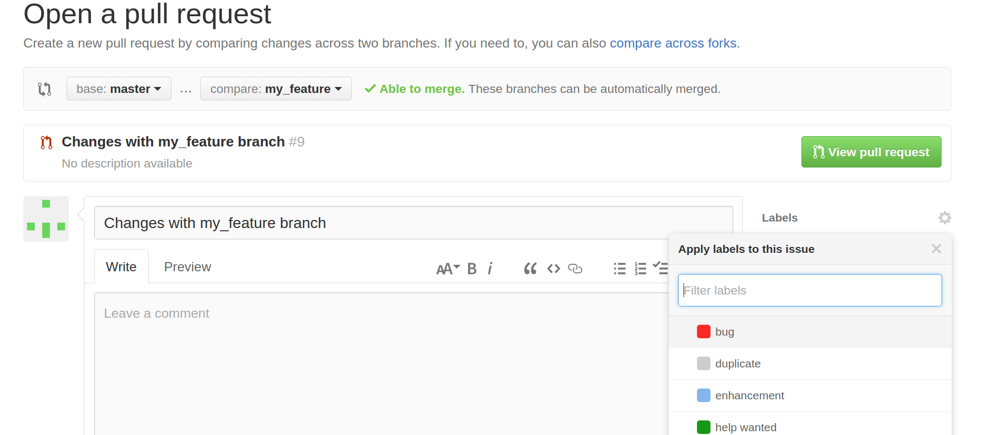 Open a pull request
Create a new pull request by comparing changes across two branches. If you need to, you can also compare across forks.
base: master ... compare: my_feature Able to merge. These branches can be automatically merged.
Changes with my_feature branch #9
No description available
View pull request
Changes with my_feature branch
Labels
Write Preview AA B i
Leave a comment
Apply labels to this issue
Filter labels
bug
duplicate
enhancement
help wanted